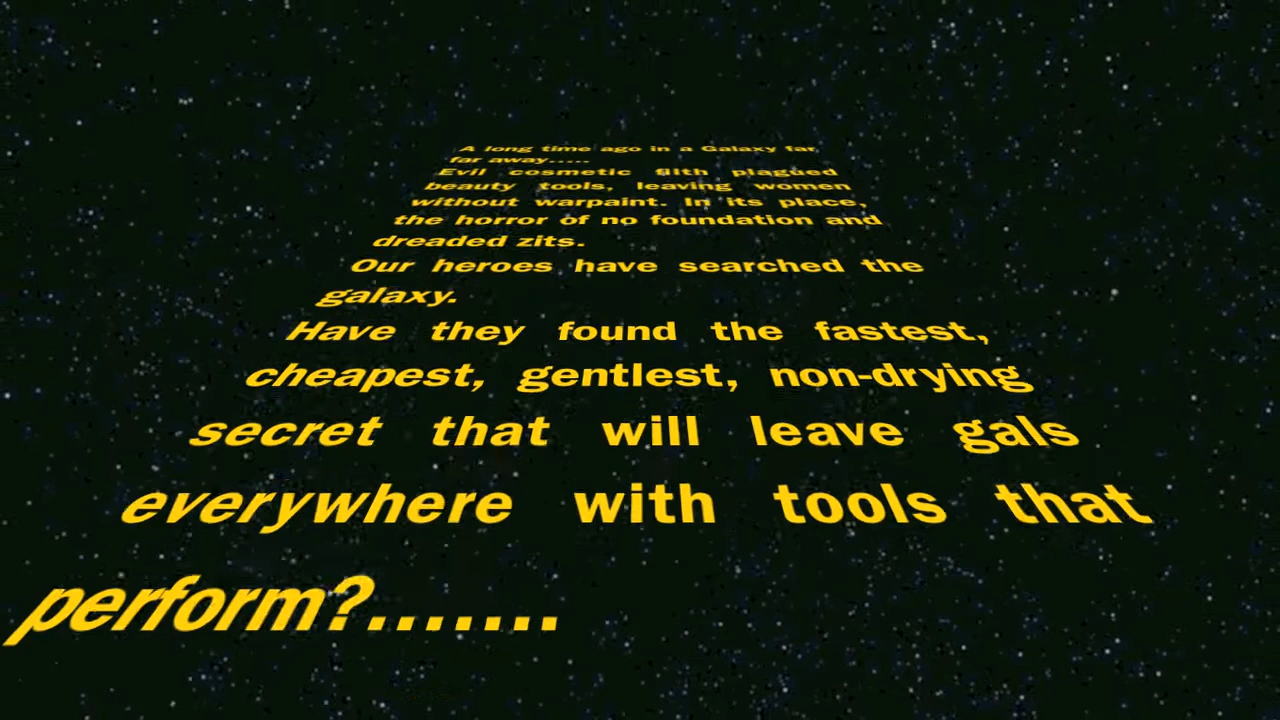 A long time ago in a Galaxy far
far away.....
Evil cosmetic filth plagued
beauty tools, leaving women
without warpaint. In its place,
the horror of no foundation and
dreaded zits.
Our heroes have searched the
galaxy.
Have they found the fastest,
cheapest, gentlest, non-drying
secret that will leave gals
everywhere with tools that
perform?.......